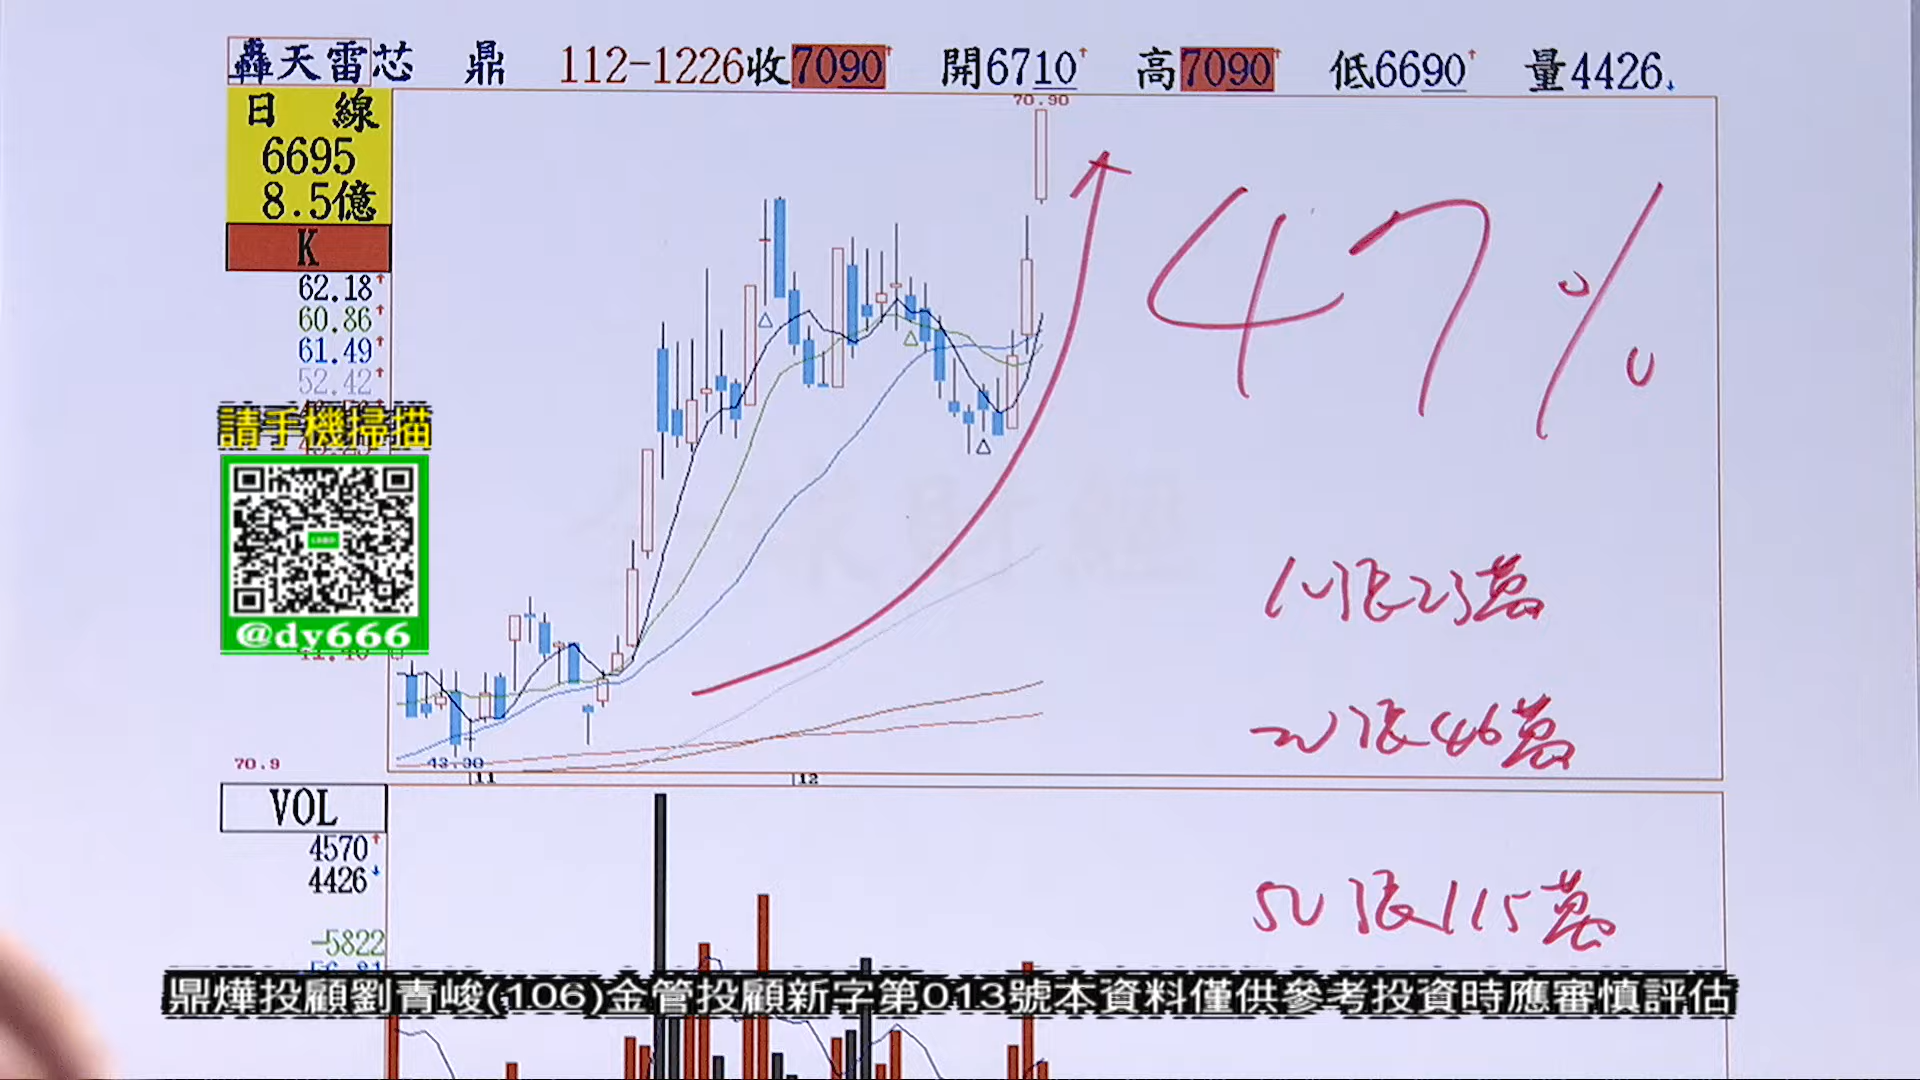 轟天雷芯 鼎 112-1226收7090↑ 開6710↑ 高7090↑ 低6690↑ 量4426↓
日 線
6695
8.5億
K
70.90
62.18↑
60.86↑
61.49↑
52.42↑
47%
請手機掃描
@dy666
10張23萬
20張46萬
70.9
43.30
11
12
VOL
4570↑
4426↓
50張115萬
-5822
鼎燁投顧劉青峻(106)金管投顧新字第013號本資料僅供參考投資時應審慎評估